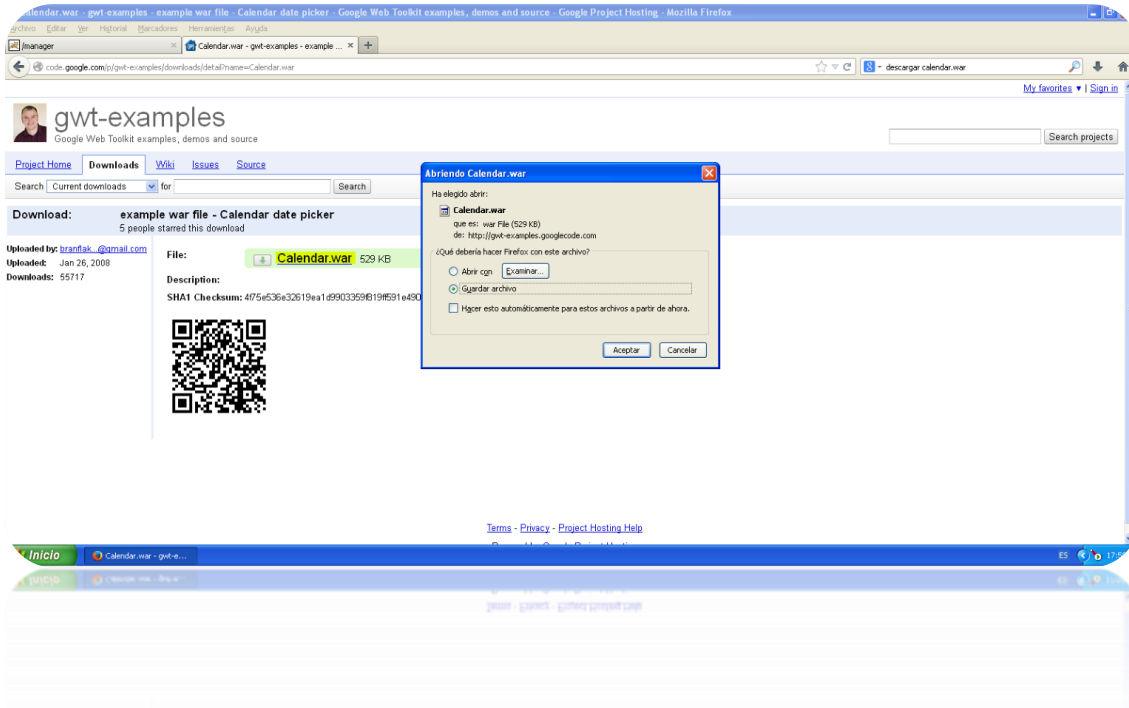 alendar.war - gwt-examples - example war file - Calendar date picker - Google Web Toolkit examples, demos and source - Google Project Hosting - Mozilla Firefox
Archivo Editar Ver Historial Marcadores Herramientas Ayuda
/manager
Calendar.war - gwt-examples - example ...
code.google.com/p/gwt-examples/downloads/detail?name=Calendar.war
descargar calendar.war
My favorites ▼ | Sign in
gwt-examples
Google Web Toolkit examples, demos and source
Search projects
Project Home Downloads Wiki Issues Source
Search Current downloads for Search
Download: example war file - Calendar date picker
5 people starred this download
Uploaded by: branflak...@gmail.com
Uploaded: Jan 26, 2008
Downloads: 55717
File: Calendar.war 529 KB
Description:
SHA1 Checksum:
Abriendo Calendar.war
Ha elegido abrir:
Calendar.war
que es: war File (529 KB)
de: http://gwt-examples.googlecode.com
¿Qué debería hacer Firefox con este archivo?
Abrir con Examinar...
Guardar archivo
Hacer esto automáticamente para estos archivos a partir de ahora.
Aceptar Cancelar
Terms - Privacy - Project Hosting Help
Inicio
Calendar.war - gwt-e...
ES